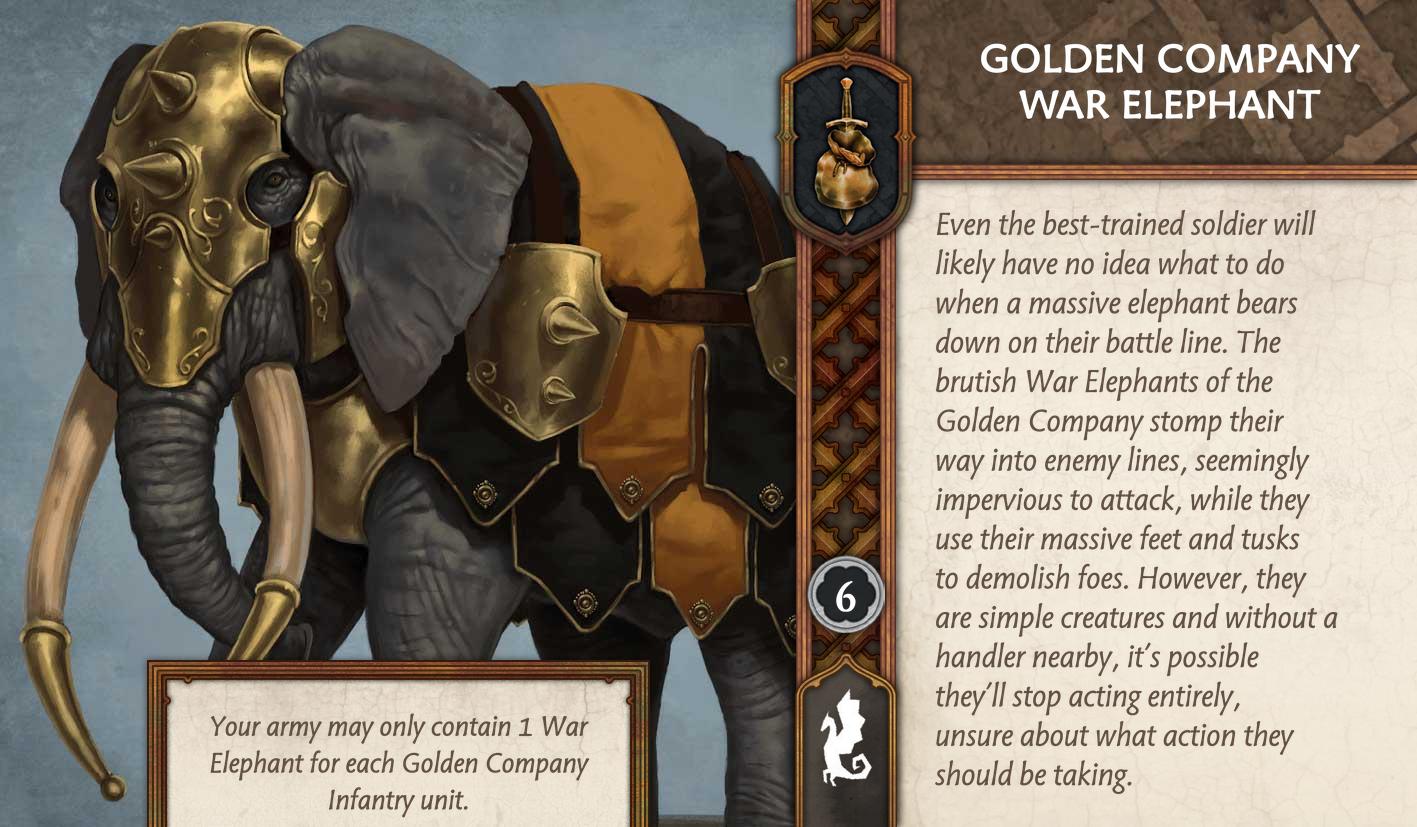 GOLDEN COMPANY
WAR ELEPHANT
Even the best-trained soldier will
likely have no idea what to do
when a massive elephant bears
down on their battle line. The
brutish War Elephants of the
Golden Company stomp their
way into enemy lines, seemingly
impervious to attack, while they
use their massive feet and tusks
to demolish foes. However, they
are simple creatures and without a
handler nearby, it's possible
they'll stop acting entirely,
unsure about what action they
should be taking.
6
Your army may only contain 1 War
Elephant for each Golden Company
Infantry unit.